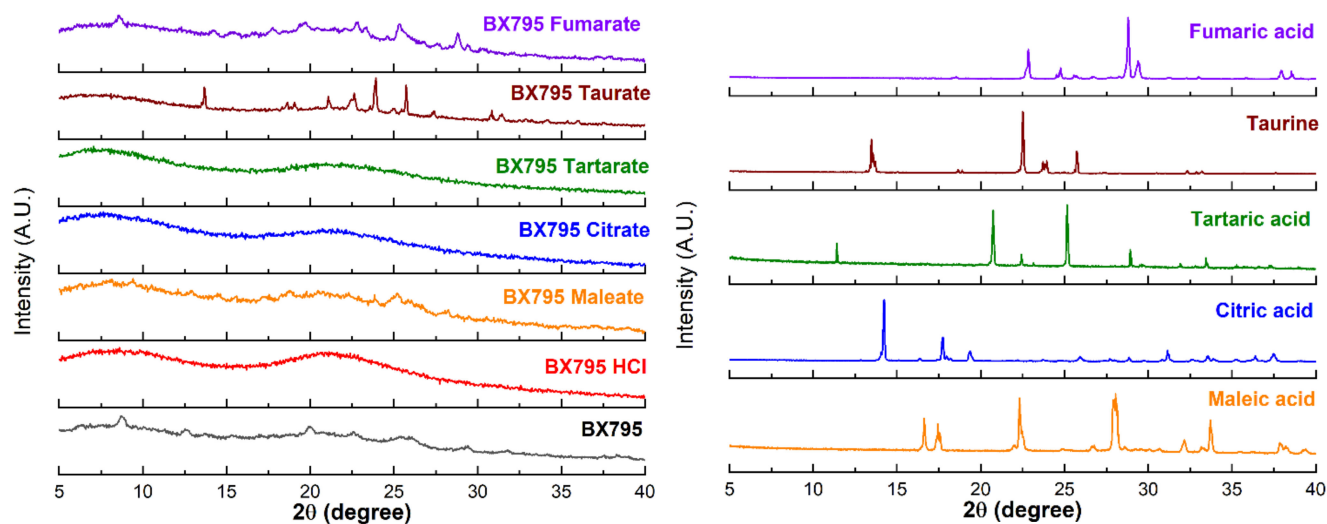 Intensity (A.U.)
BX795 Fumarate
BX795 Taurate
BX795 Tartarate
BX795 Citrate
BX795 Maleate
BX795 HCl
BX795
5 10 15 20 25 30 35 40
2θ (degree)
Intensity (A.U.)
Fumaric acid
Taurine
Tartaric acid
Citric acid
Maleic acid
5 10 15 20 25 30 35 40
2θ (degree)